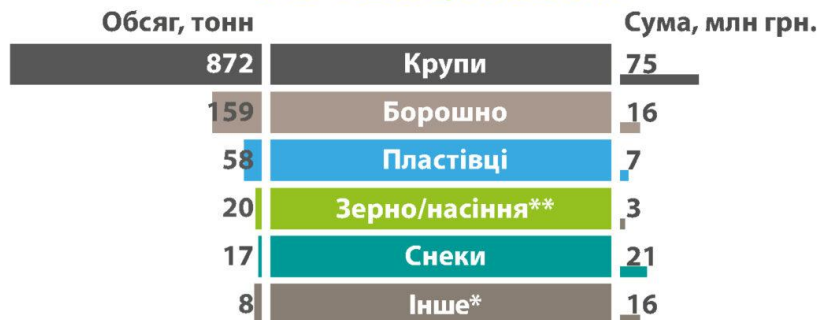 Обсяг, тонн Сума, млн грн.
872 Крупи 75
159 Борошно 16
58 Пластівці 7
20 Зерно/насіння** 3
17 Снеки 21
8 Інше* 16